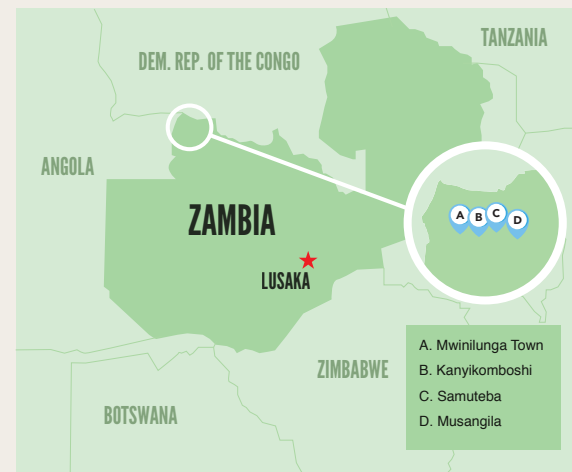 TANZANIA
DEM. REP. OF THE CONGO
ANGOLA
ZAMBIA
A B C D
LUSAKA
A. Mwinilunga Town
B. Kanyikomboshi
C. Samuteba
D. Musangila
ZIMBABWE
BOTSWANA